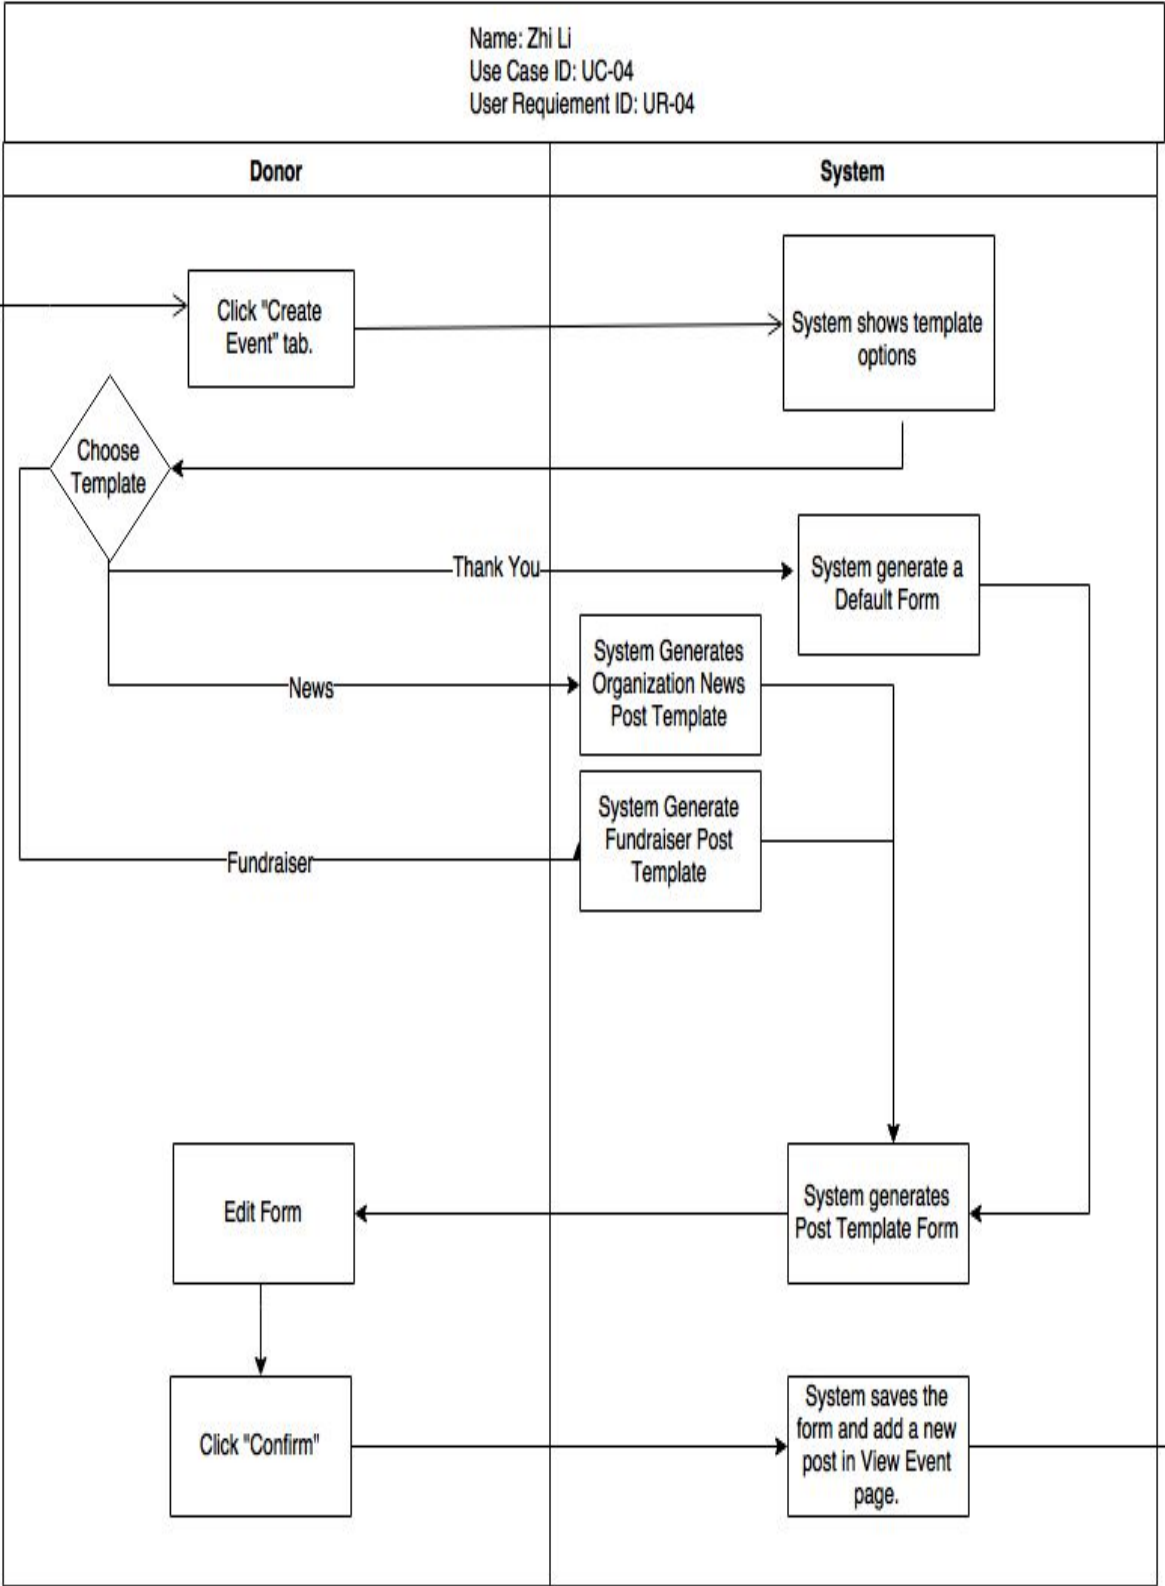 Name: Zhi Li
Use Case ID: UC-04
User Requiement ID: UR-04
Donor
System
Click "Create
Event" tab.
System shows template
options
Choose
Template
Thank You
System generate a
Default Form
System Generates
Organization News
Post Template
News
System Generate
Fundraiser Post
Template
Fundraiser
Edit Form
System generates
Post Template Form
Click "Confirm"
System saves the
form and add a new
post in View Event
page.